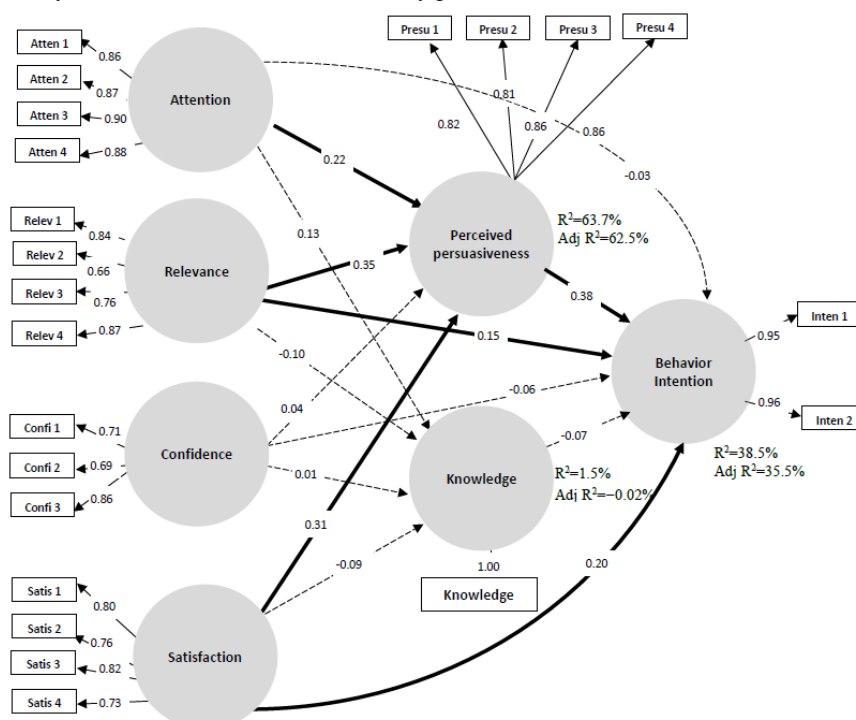 Presu 1
Presu 2
Presu 3
Presu 4
Atten 1
Atten 2
Atten 3
Atten 4
0.86
0.87
0.90
0.88
Attention
0.82
0.81
0.86
0.86
-0.03
0.22
0.13
Relev 1
Relev 2
Relev 3
Relev 4
0.84
0.66
0.76
0.87
Relevance
0.35
0.15
-0.10
Perceived
persuasiveness
R²=63.7%
Adj R²=62.5%
0.38
Confi 1
Confi 2
Confi 3
0.71
0.69
0.86
Confidence
0.04
-0.06
0.01
Behavior
Intention
0.95
0.96
Inten 1
Inten 2
R²=38.5%
Adj R²=35.5%
-0.07
Knowledge
R²=1.5%
Adj R²=−0.02%
1.00
Knowledge
Satis 1
Satis 2
Satis 3
Satis 4
0.80
0.76
0.82
0.73
Satisfaction
0.31
-0.09
0.20